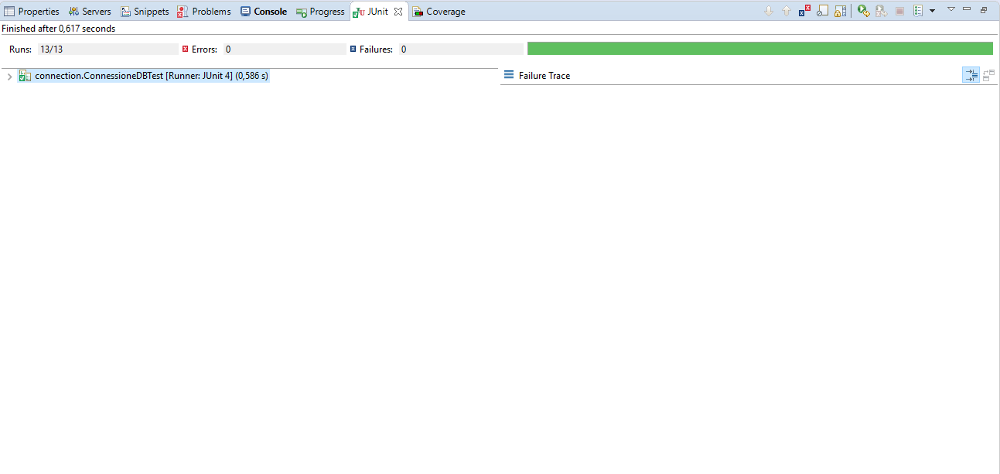 Properties Servers Snippets Problems Console Progress JUnit Coverage
Finished after 0,617 seconds
Runs: 13/13 Errors: 0 Failures: 0
connection.ConnessioneDBTest [Runner: JUnit 4] (0,586 s) Failure Trace